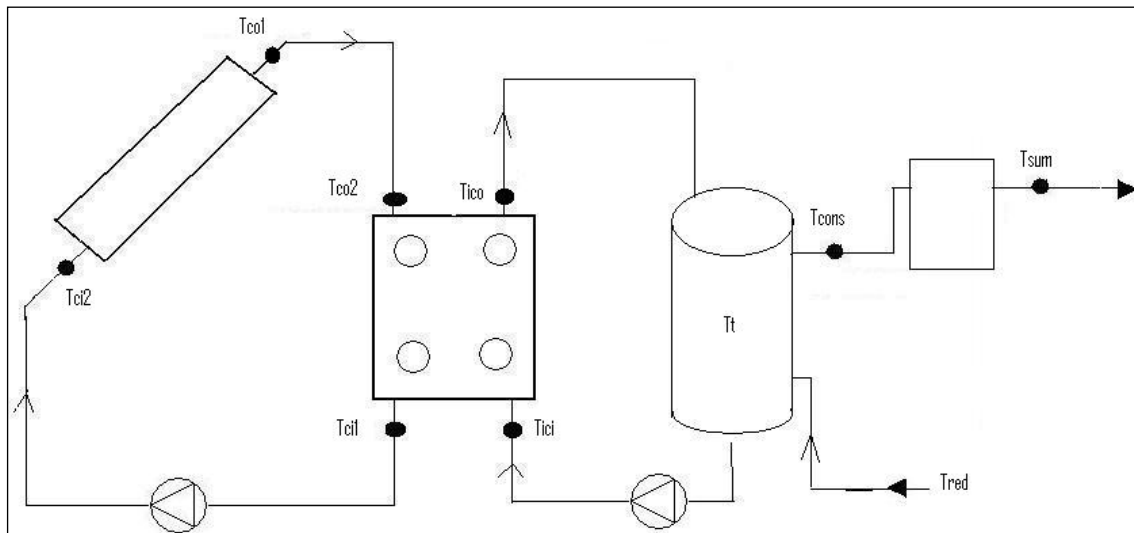 Tco1
Tco2
Tico
Tsum
Tcons
Tci2
Tt
Tci1
Tici
Tred